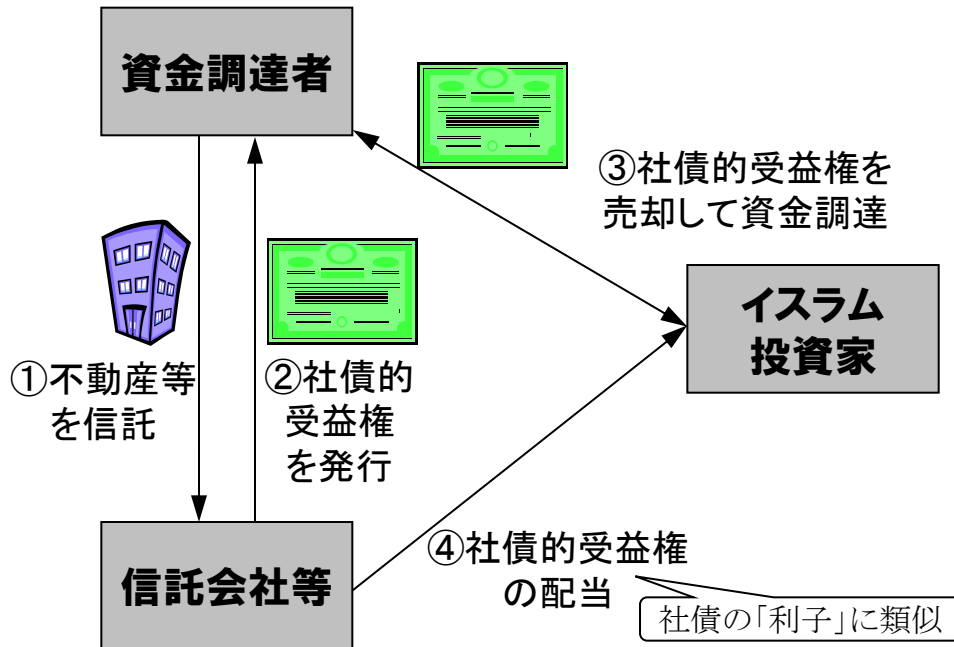 資金調達者
③社債的受益権を
売却して資金調達
イスラム
投資家
①不動産等
を信託
②社債的
受益権
を発行
信託会社等
④社債的受益権
の配当
社債の「利子」に類似